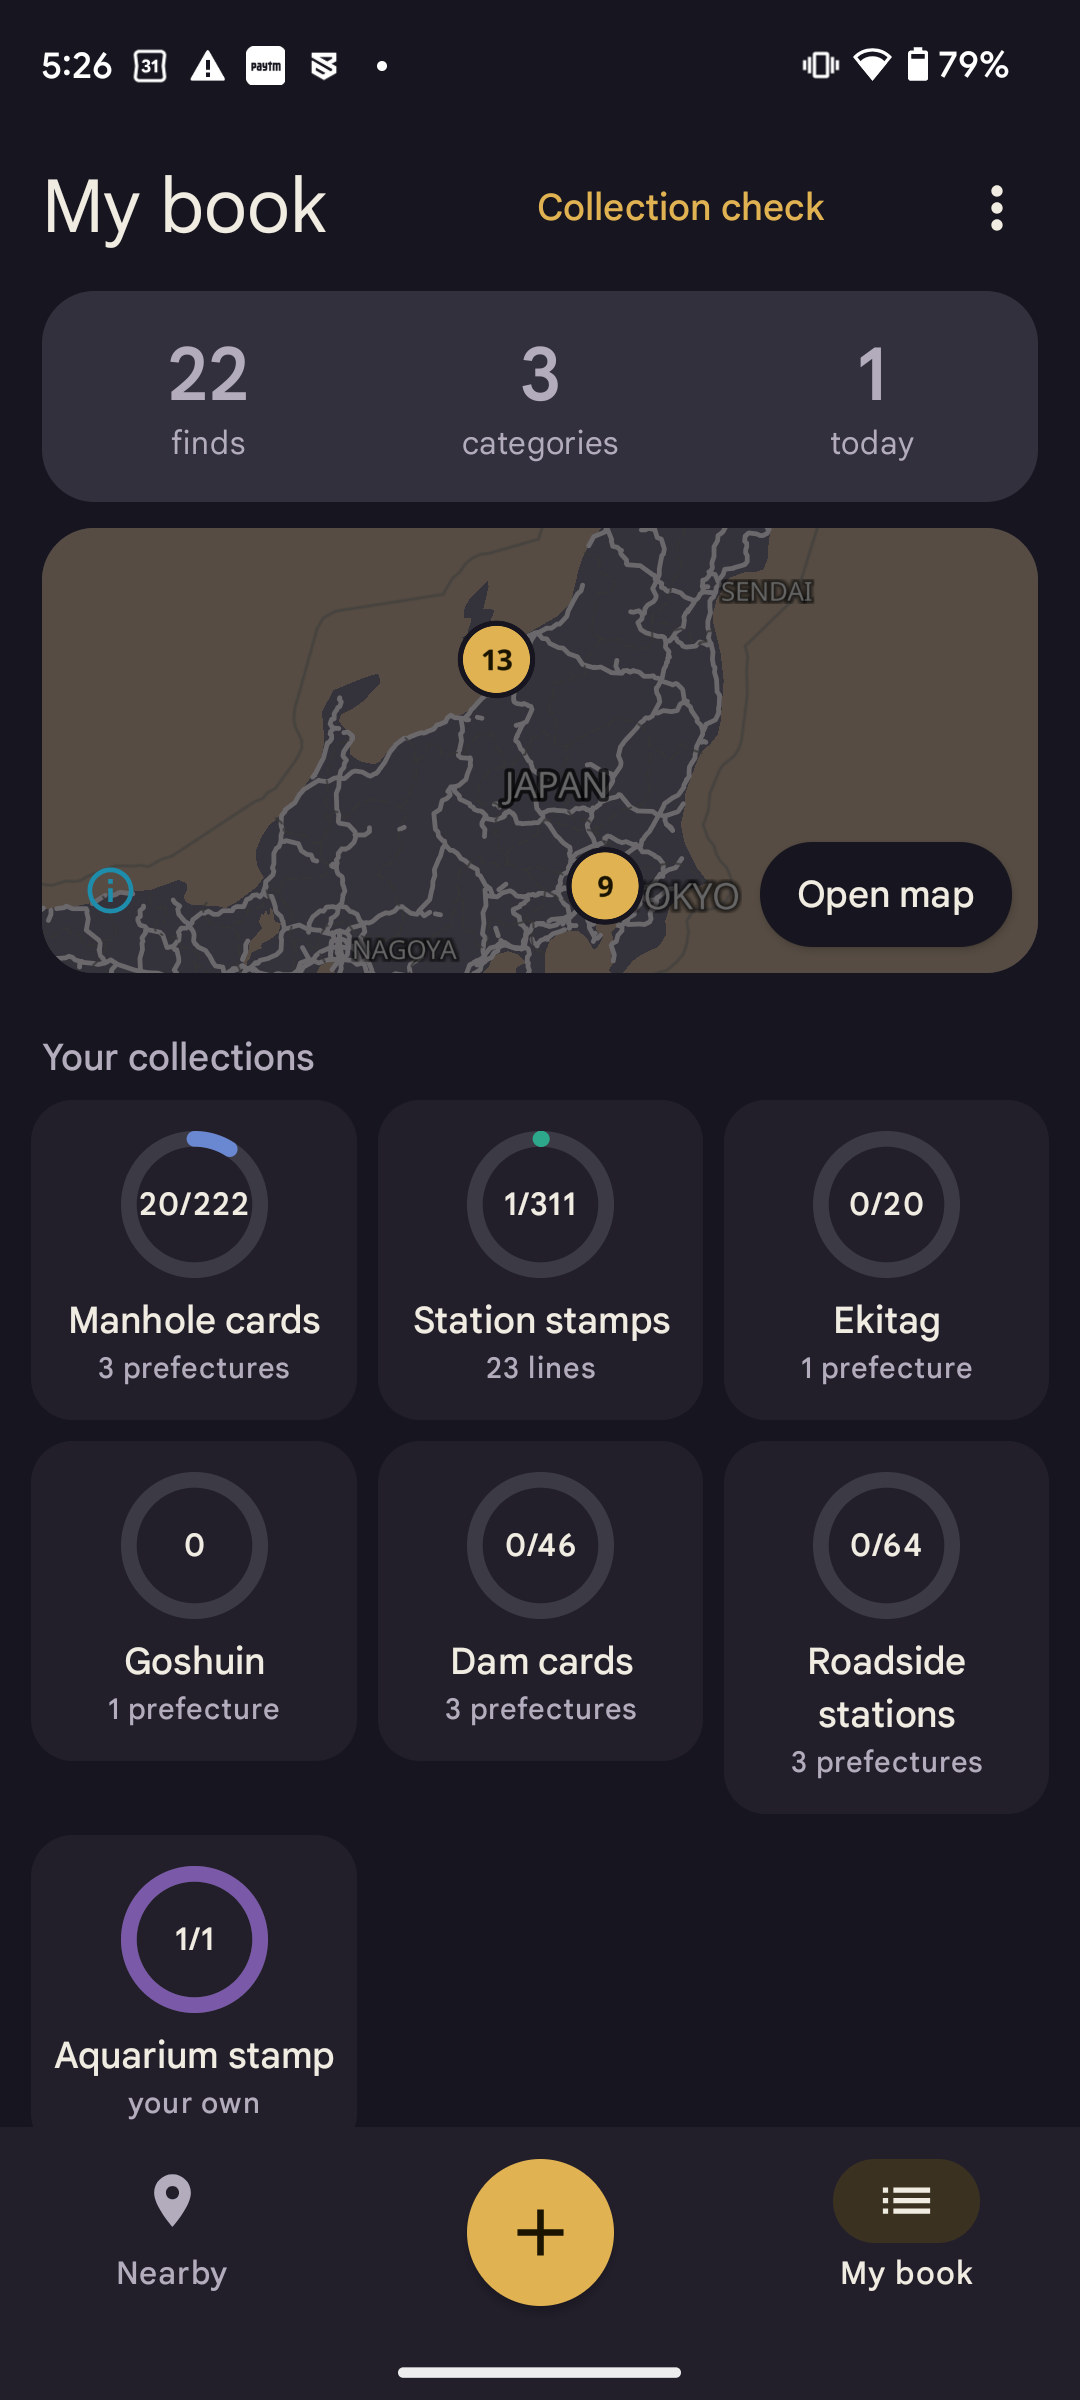 5:26
31
paytm
79%
My book
Collection check
22
finds
3
categories
1
today
SENDAI
13
JAPAN
9
OKYO
NAGOYA
Open map
Your collections
20/222
Manhole cards
3 prefectures
1/311
Station stamps
23 lines
0/20
Ekitag
1 prefecture
0
Goshuin
1 prefecture
0/46
Dam cards
3 prefectures
0/64
Roadside
stations
3 prefectures
1/1
Aquarium stamp
your own
Nearby
My book